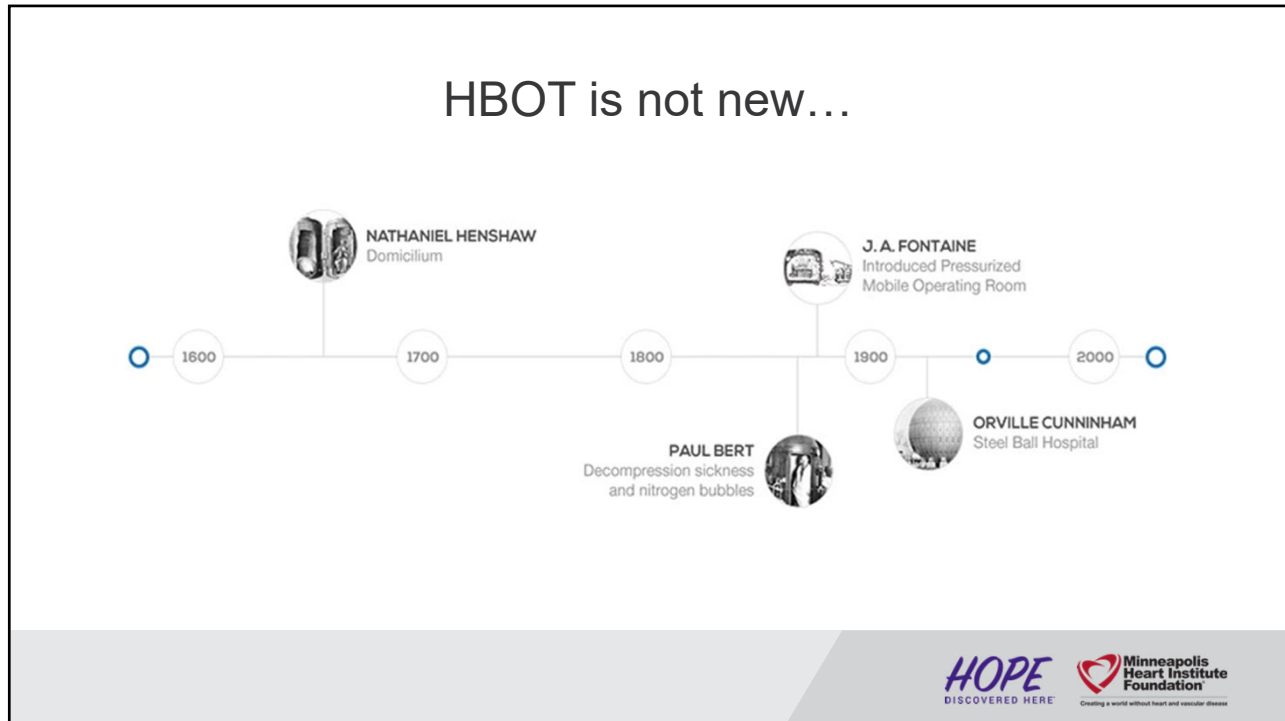 HBOT is not new…
NATHANIEL HENSHAW
Domicilium
J. A. FONTAINE
Introduced Pressurized
Mobile Operating Room
1600
1700
1800
1900
2000
PAUL BERT
Decompression sickness
and nitrogen bubbles
ORVILLE CUNNINHAM
Steel Ball Hospital
HOPE
DISCOVERED HERE
Minneapolis
Heart Institute
Foundation
Creating a world without heart and vascular disease